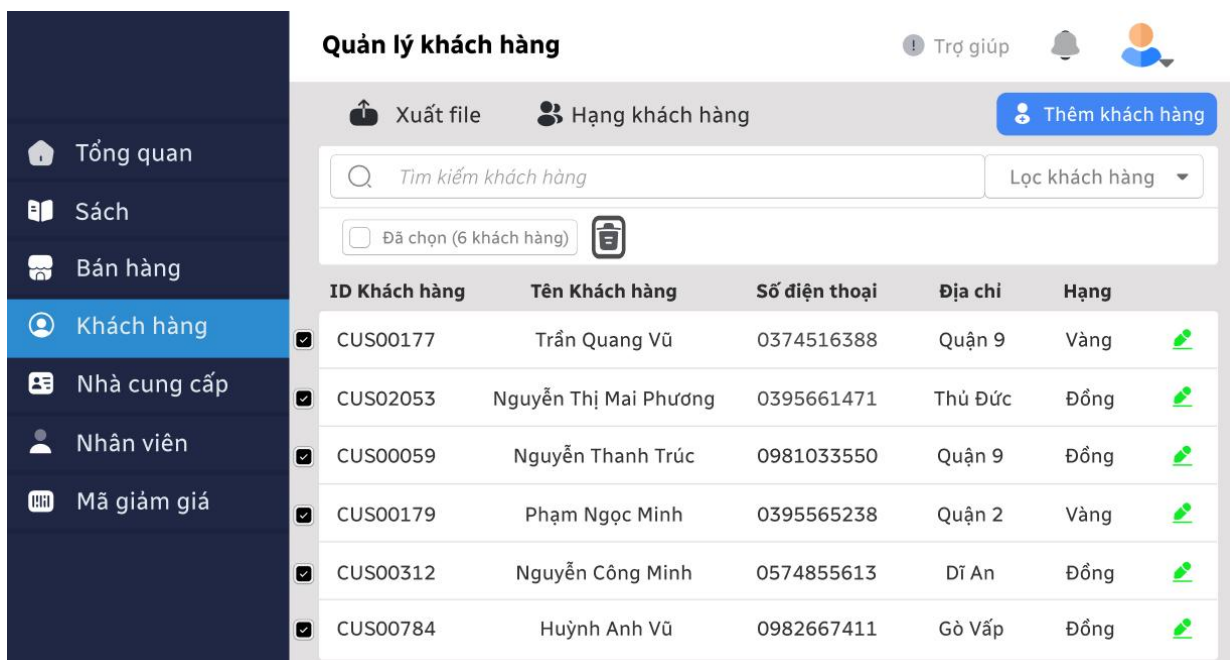 Quản lý khách hàng
Trợ giúp
Xuất file
Hạng khách hàng
Thêm khách hàng
Tổng quan
Sách
Bán hàng
Khách hàng
Nhà cung cấp
Nhân viên
Mã giảm giá
Tìm kiếm khách hàng
Lọc khách hàng
Đã chọn (6 khách hàng)
ID Khách hàng Tên Khách hàng Số điện thoại Địa chỉ Hạng
CUS00177 Trần Quang Vũ 0374516388 Quận 9 Vàng
CUS02053 Nguyễn Thị Mai Phương 0395661471 Thủ Đức Đồng
CUS00059 Nguyễn Thanh Trúc 0981033550 Quận 9 Đồng
CUS00179 Phạm Ngọc Minh 0395565238 Quận 2 Vàng
CUS00312 Nguyễn Công Minh 0574855613 Dĩ An Đồng
CUS00784 Huỳnh Anh Vũ 0982667411 Gò Vấp Đồng